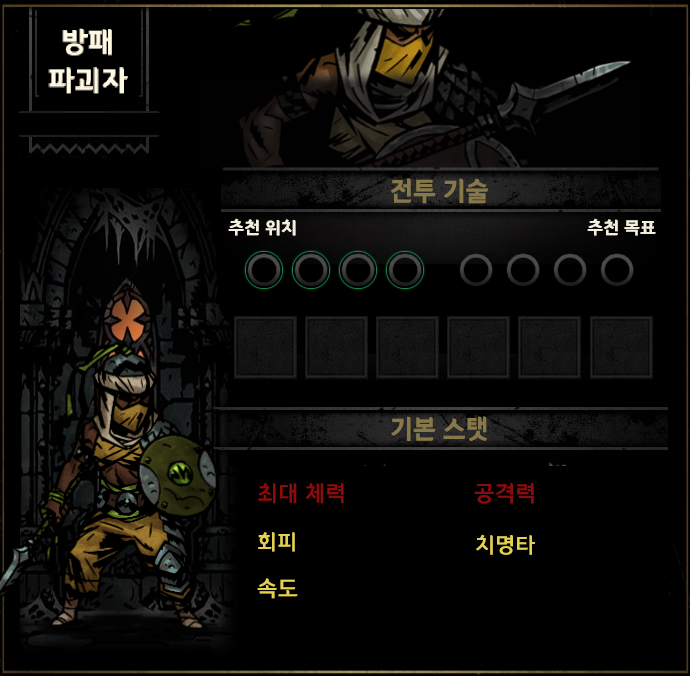 방패
파괴자
전투 기술
추천 위치
추천 목표
기본 스탯
최대 체력
공격력
회피
치명타
속도